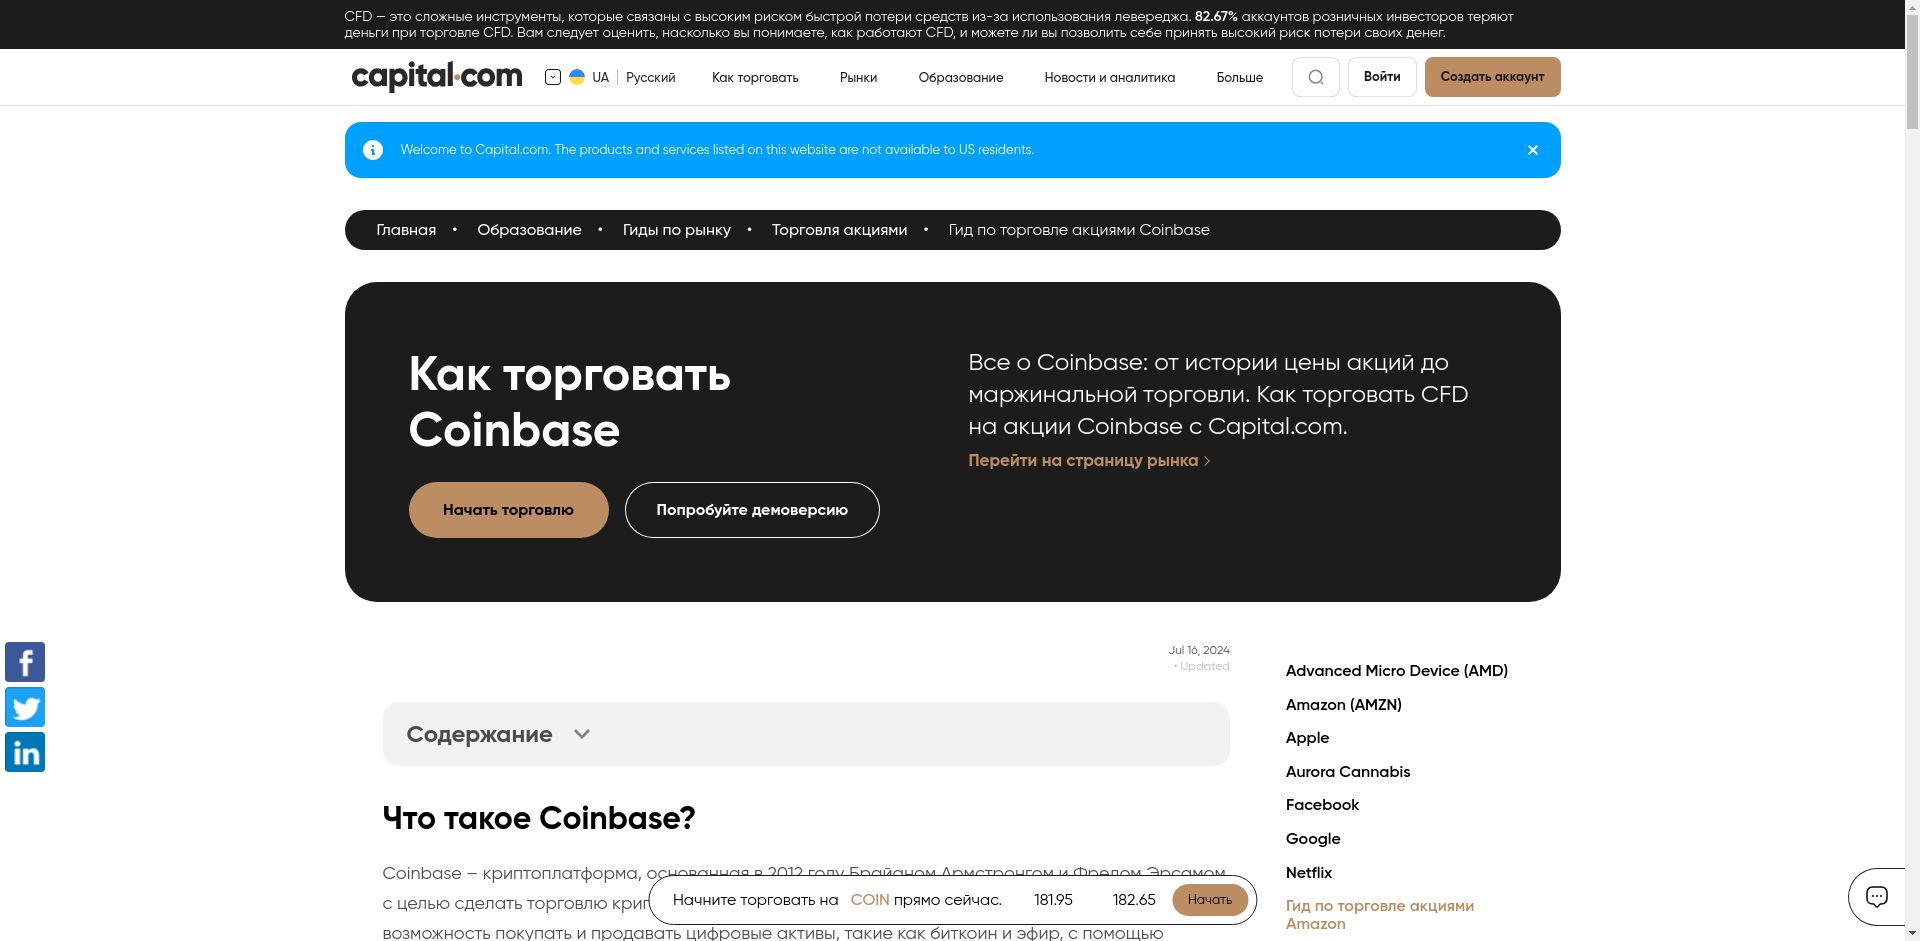 CFD — это сложные инструменты, которые связаны с высоким риском быстрой потери средств из-за использования левереджа. 82.67% аккаунтов розничных инвесторов теряют
деньги при торговле CFD. Вам следует оценить, насколько вы понимаете, как работают CFD, и можете ли вы позволить себе принять высокий риск потери своих денег.
capital.com UA Русский Как торговать Рынки Образование Новости и аналитика Больше Войти Создать аккаунт
Welcome to Capital.com. The products and services listed on this website are not available to US residents.
Главная • Образование • Гиды по рынку • Торговля акциями • Гид по торговле акциями Coinbase
Как торговать
Coinbase
Начать торговлю
Попробуйте демоверсию
Все о Coinbase: от истории цены акций до
маржинальной торговли. Как торговать CFD
на акции Coinbase с Capital.com.
Перейти на страницу рынка
Jul 16, 2024
• Updated
Содержание
Что такое Coinbase?
Coinbase – криптоплатформа, основанная в 2012 году Брайаном Армстронгом и Фредом Эрсамом
с целью сделать торговлю
возможность покупать и продавать цифровые активы, такие как биткоин и эфир, с помощью
Начните торговать на COIN прямо сейчас. 181.95 182.65 Начать
Advanced Micro Device (AMD)
Amazon (AMZN)
Apple
Aurora Cannabis
Facebook
Google
Netflix
Гид по торговле акциями
Amazon